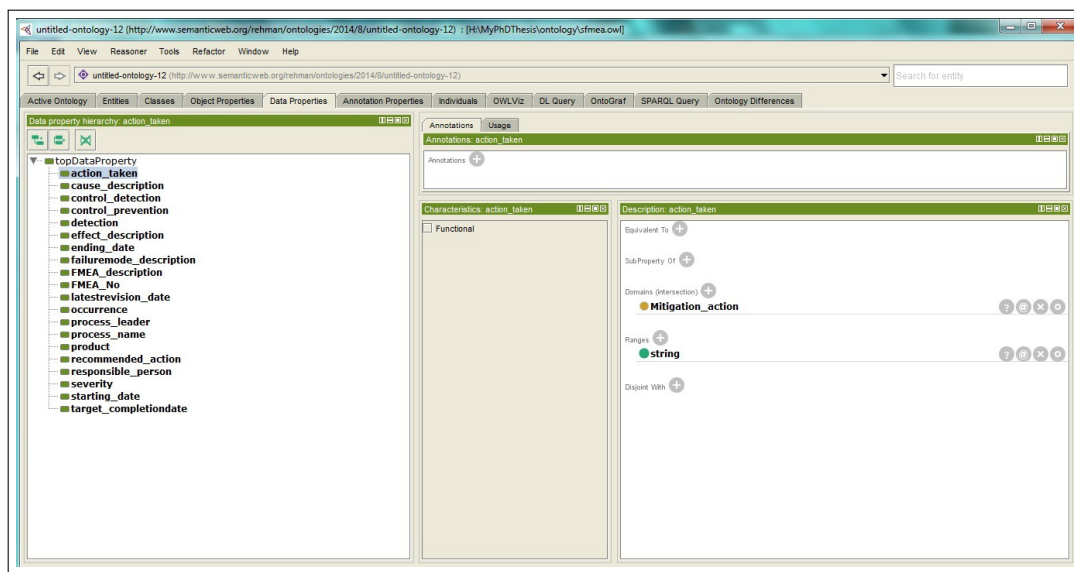 untitled-ontology-12 (http://www.semanticweb.org/rehman/ontologies/2014/8/untitled-ontology-12) : [H:\MyPhDThesis\ontology\sfmea.owl]
File Edit View Reasoner Tools Refactor Window Help
untitled-ontology-12 (http://www.semanticweb.org/rehman/ontologies/2014/8/untitled-ontology-12)
Search for entity
Active Ontology Entities Classes Object Properties Data Properties Annotation Properties Individuals OWLViz DL Query OntoGraf SPARQL Query Ontology Differences
Data property hierarchy: action_taken
topDataProperty
action_taken
cause_description
control_detection
control_prevention
detection
effect_description
ending_date
failuremode_description
FMEA_description
FMEA_No
latestrevision_date
occurrence
process_leader
process_name
product
recommended_action
responsible_person
severity
starting_date
target_completiondate
Annotations Usage
Annotations: action_taken
Annotations
Characteristics: action_taken
Functional
Description: action_taken
Equivalent To
SubProperty Of
Domains (intersection)
Mitigation_action
Ranges
string
Disjoint With